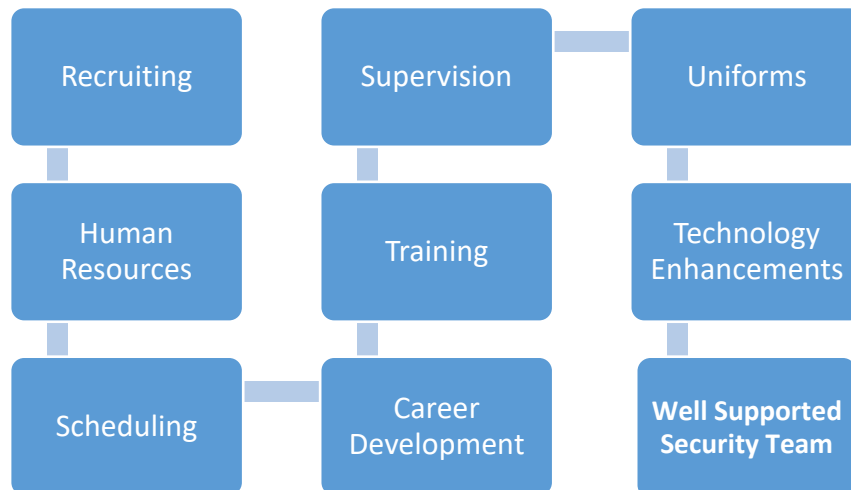 Recruiting
Human
Resources
Scheduling
Career
Development
Training
Supervision
Uniforms
Technology
Enhancements
Well Supported
Security Team